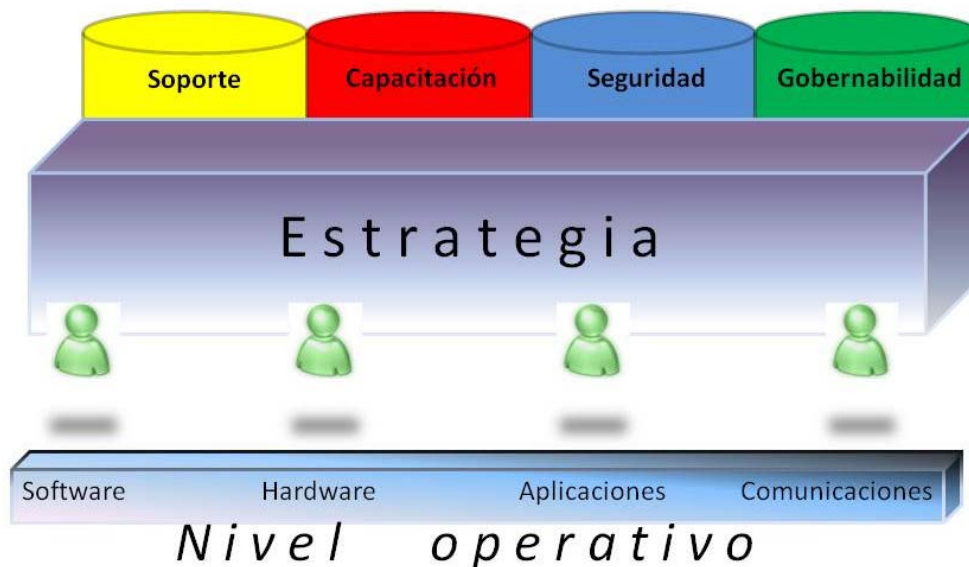 Soporte Capacitación Seguridad Gobernabilidad
Estrategia
Software Hardware Aplicaciones Comunicaciones
Nivel operativo